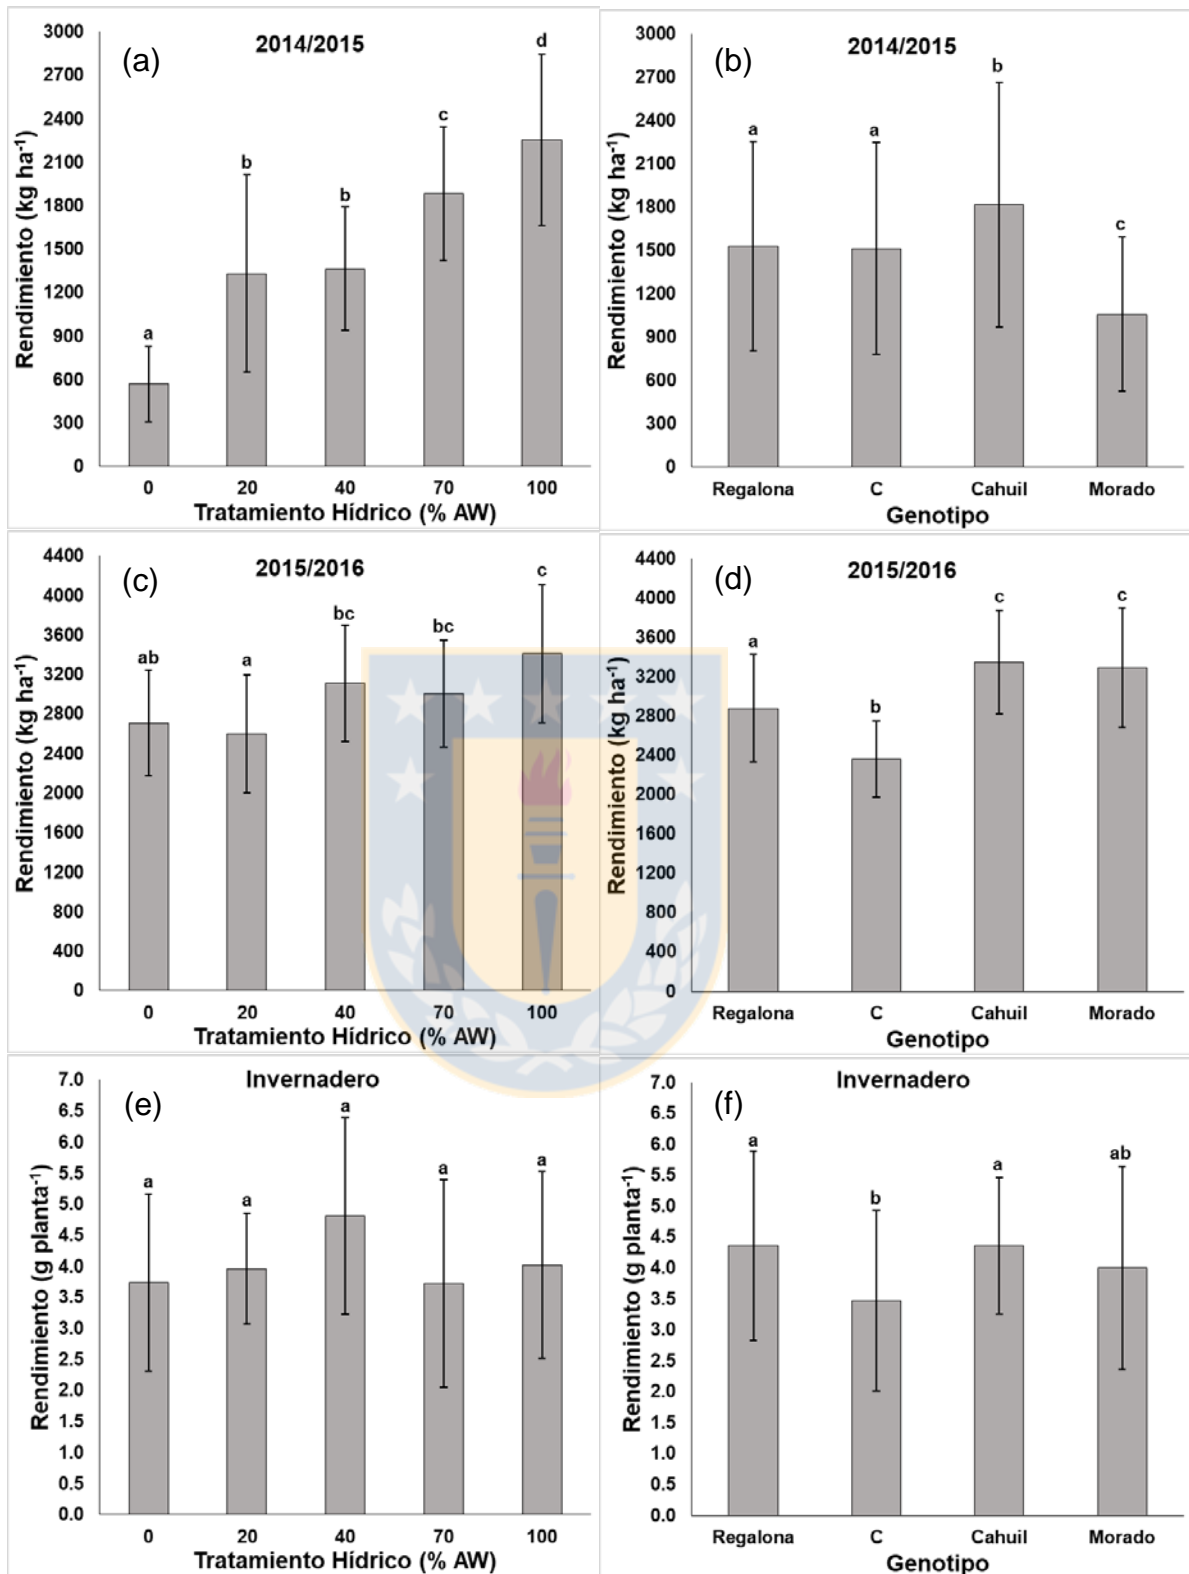 (a)
2014/2015
Rendimiento (kg ha⁻¹)
3000
2700
2400
2100
1800
1500
1200
900
600
300
0
a
b
b
c
d
0 20 40 70 100
Tratamiento Hídrico (% AW)
(b)
2014/2015
Rendimiento (kg ha⁻¹)
3000
2700
2400
2100
1800
1500
1200
900
600
300
0
a
a
b
c
Regalona C Cahuil Morado
Genotipo
(c)
2015/2016
Rendimiento (kg ha⁻¹)
4400
4000
3600
3200
2800
2400
2000
1600
1200
800
400
0
ab
a
bc
bc
c
0 20 40 70 100
Tratamiento Hídrico (% AW)
(d)
2015/2016
Rendimiento (kg ha⁻¹)
4400
4000
3600
3200
2800
2400
2000
1600
1200
800
400
0
a
b
c
c
Regalona C Cahuil Morado
Genotipo
(e)
Invernadero
Rendimiento (g planta⁻¹)
7.0
6.5
6.0
5.5
5.0
4.5
4.0
3.5
3.0
2.5
2.0
1.5
1.0
0.5
0.0
a
a
a
a
a
0 20 40 70 100
Tratamiento Hídrico (% AW)
(f)
Invernadero
Rendimiento (g planta⁻¹)
7.0
6.5
6.0
5.5
5.0
4.5
4.0
3.5
3.0
2.5
2.0
1.5
1.0
0.5
0.0
a
b
a
ab
Regalona C Cahuil Morado
Genotipo